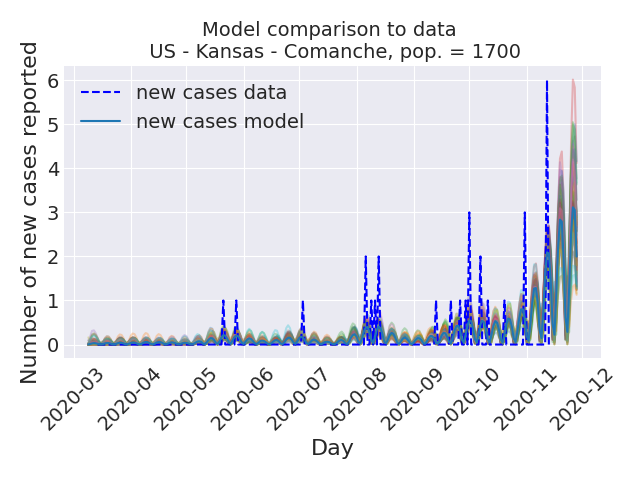 Model comparison to data
US - Kansas - Comanche, pop. = 1700
Number of new cases reported
6
5
4
3
2
1
0
new cases data
new cases model
2020-03
2020-04
2020-05
2020-06
2020-07
2020-08
2020-09
2020-10
2020-11
2020-12
Day